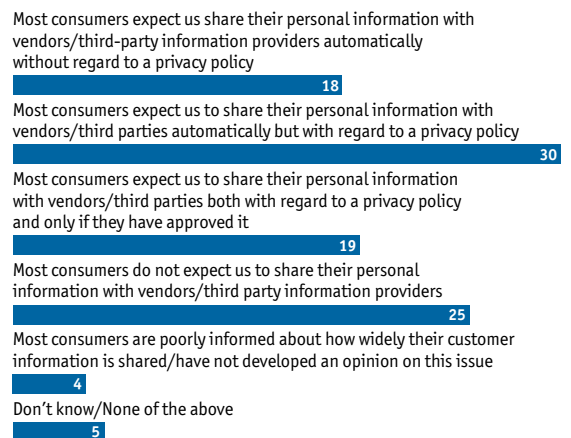 Most consumers expect us share their personal information with
vendors/third-party information providers automatically
without regard to a privacy policy
18
Most consumers expect us to share their personal information with
vendors/third parties automatically but with regard to a privacy policy
30
Most consumers expect us to share their personal information
with vendors/third parties both with regard to a privacy policy
and only if they have approved it
19
Most consumers do not expect us to share their personal
information with vendors/third party information providers
25
Most consumers are poorly informed about how widely their customer
information is shared/have not developed an opinion on this issue
4
Don’t know/None of the above
5